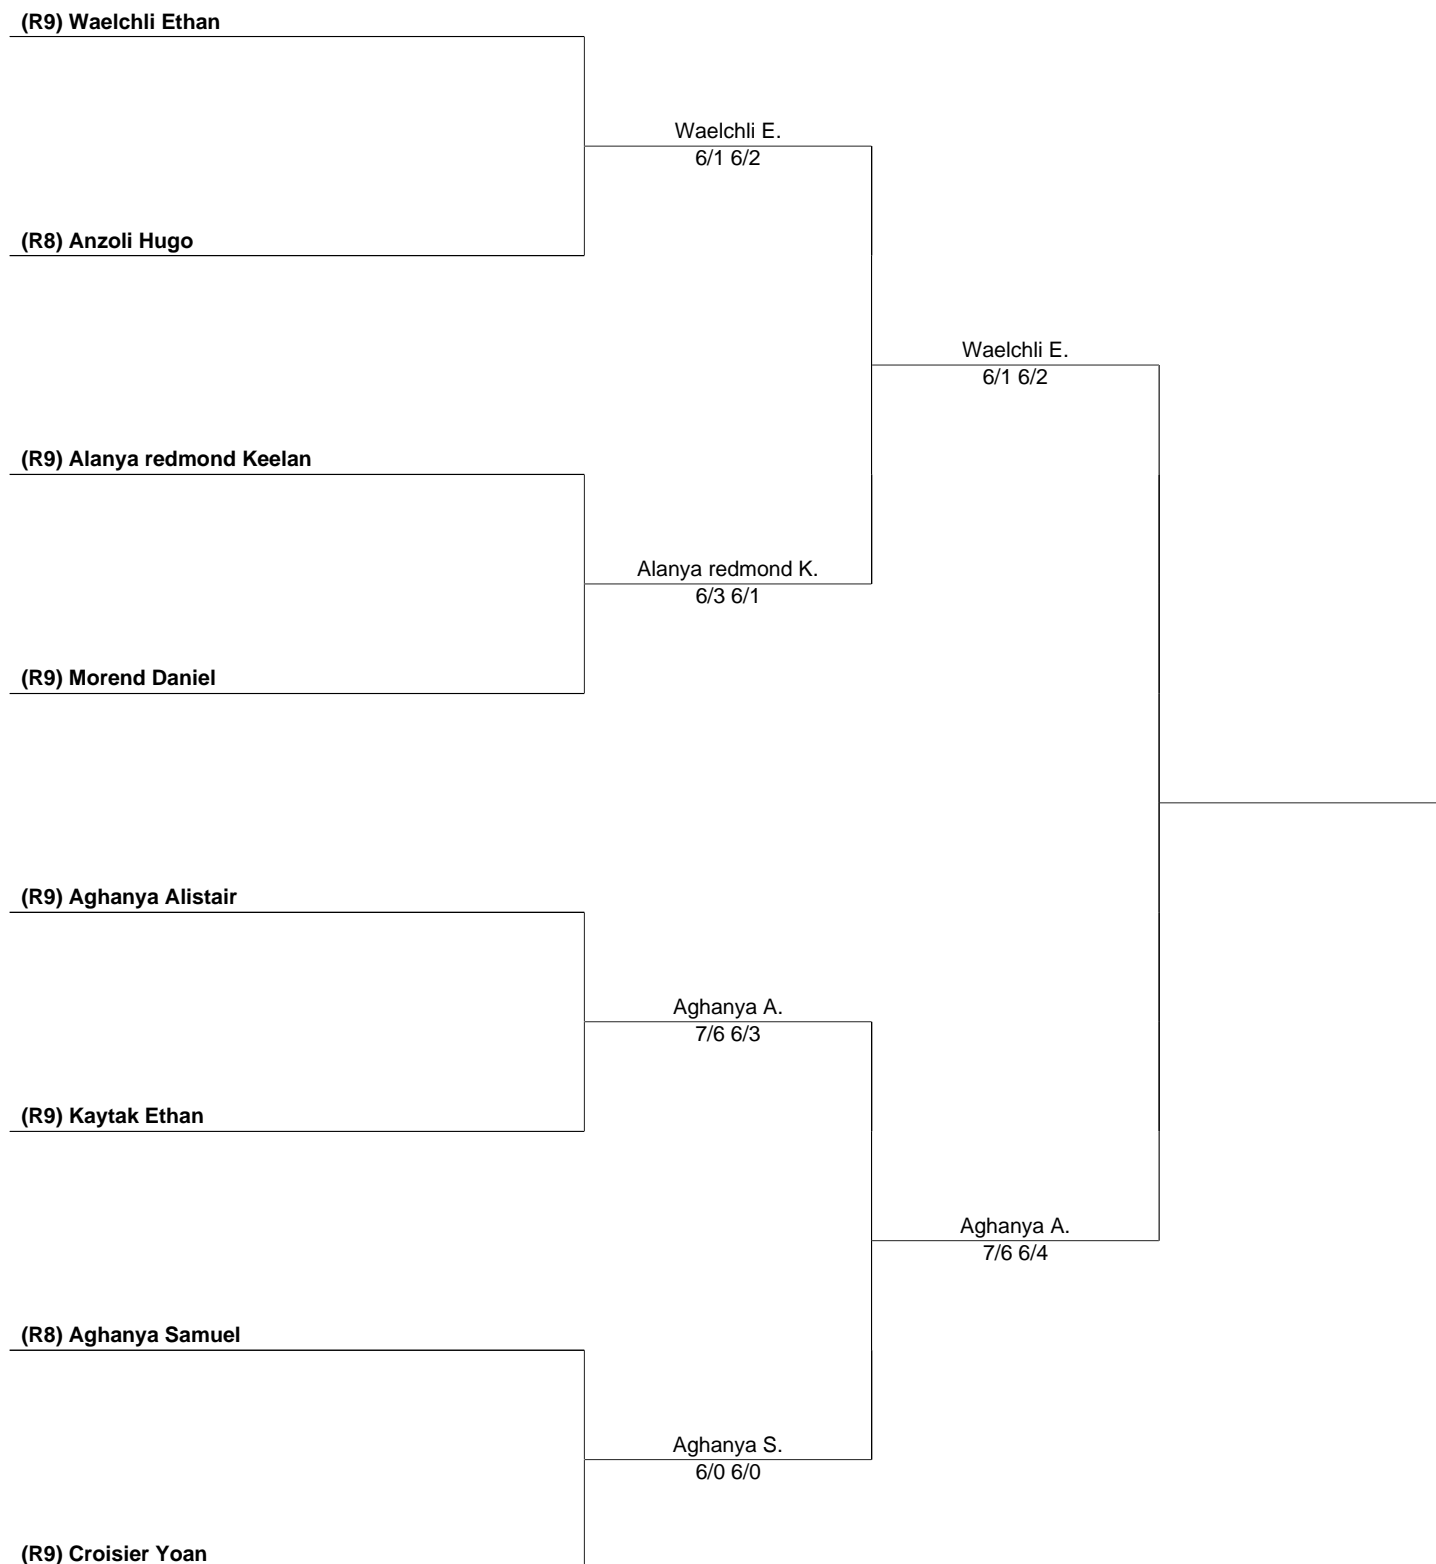 (R9) Waelchli Ethan
Waelchli E.
6/1 6/2
(R8) Anzoli Hugo
Waelchli E.
6/1 6/2
(R9) Alanya redmond Keelan
Alanya redmond K.
6/3 6/1
(R9) Morend Daniel
(R9) Aghanya Alistair
Aghanya A.
7/6 6/3
(R9) Kaytak Ethan
Aghanya A.
7/6 6/4
(R8) Aghanya Samuel
Aghanya S.
6/0 6/0
(R9) Croisier Yoan